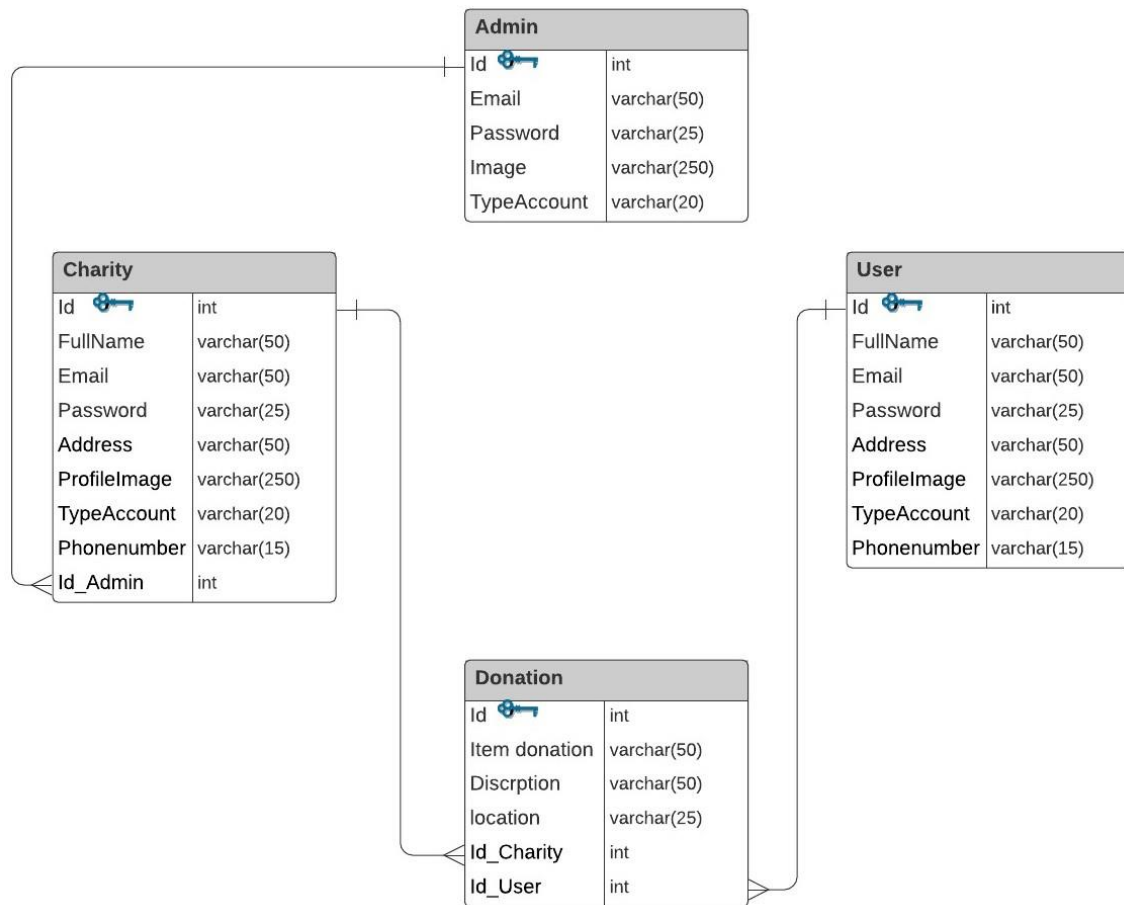 Admin
Id int
Email varchar(50)
Password varchar(25)
Image varchar(250)
TypeAccount varchar(20)
Charity
Id int
FullName varchar(50)
Email varchar(50)
Password varchar(25)
Address varchar(50)
ProfileImage varchar(250)
TypeAccount varchar(20)
Phonenumber varchar(15)
Id_Admin int
User
Id int
FullName varchar(50)
Email varchar(50)
Password varchar(25)
Address varchar(50)
ProfileImage varchar(250)
TypeAccount varchar(20)
Phonenumber varchar(15)
Donation
Id int
Item donation varchar(50)
Discrption varchar(50)
location varchar(25)
Id_Charity int
Id_User int